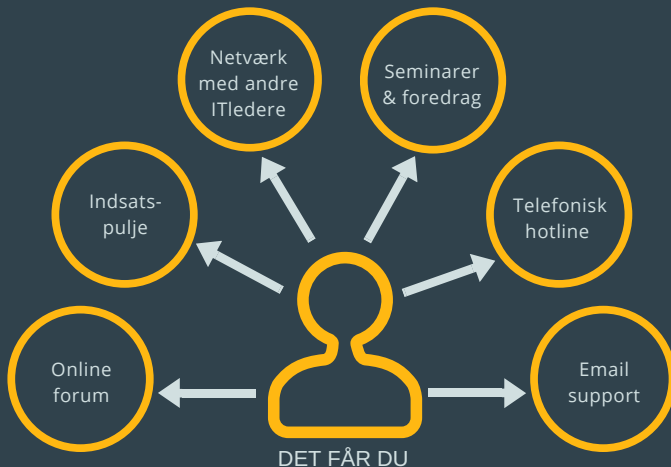 Netværk
med andre
ITledere
Seminarer
& foredrag
Indsats-
pulje
Telefonisk
hotline
Online
forum
Email
support
DET FÅR DU